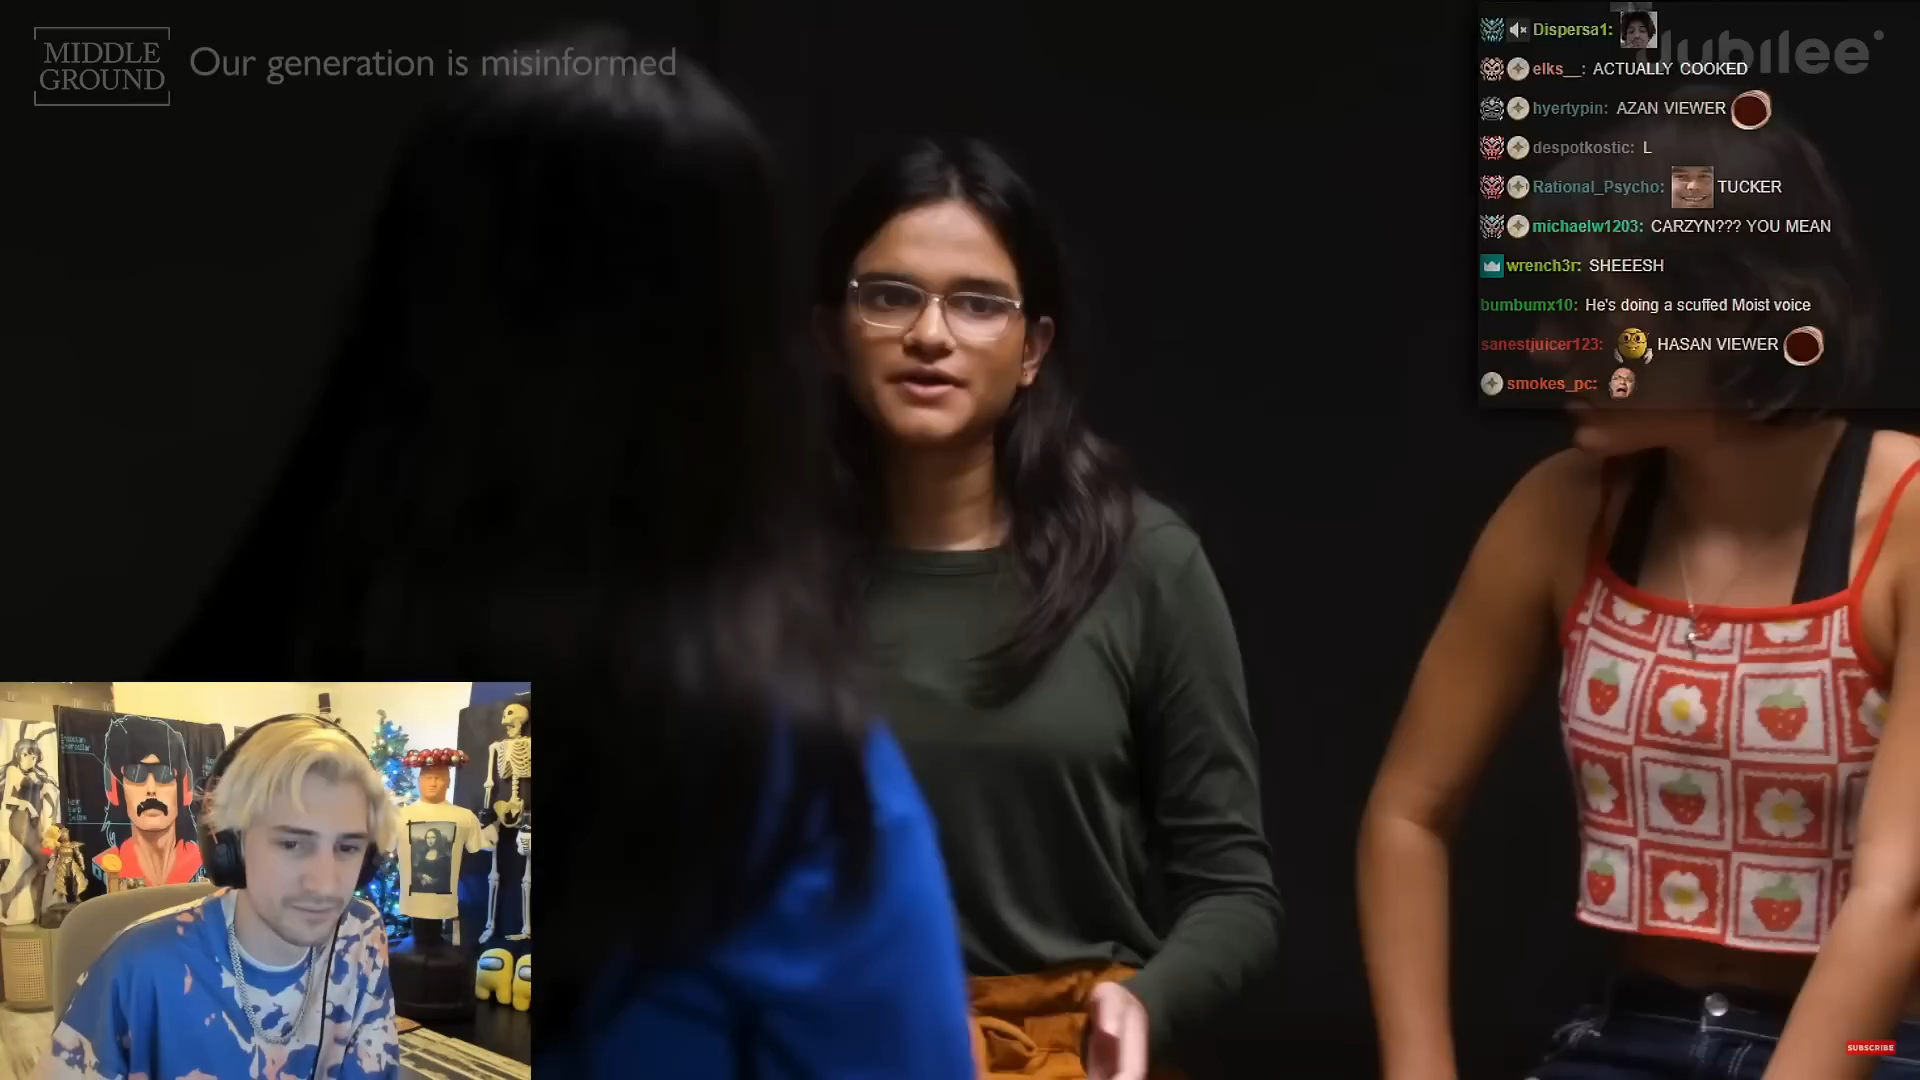 MIDDLE
GROUND
Our generation is misinformed
Jubilee
Dispersa1:
elks__: ACTUALLY COOKED
hyertypin: AZAN VIEWER
despotkostic: L
Rational_Psycho: TUCKER
michaelw1203: CARZYN??? YOU MEAN
wrench3r: SHEEESH
bumbumx10: He's doing a scuffed Moist voice
sanestjuicer123: HASAN VIEWER
smokes_pc:
SUBSCRIBE